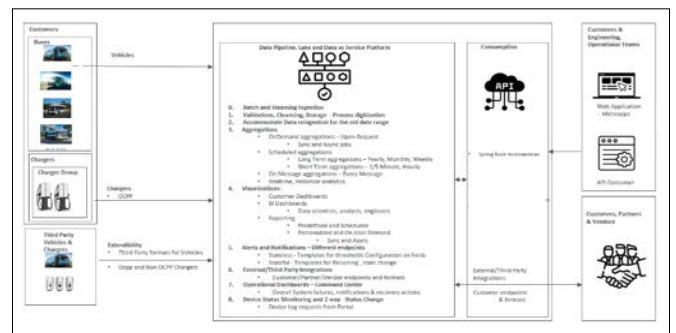 Customers
Buses
Chargers
Charger Group
Third Party
Vehicles &
Chargers
Vehicles
Chargers
• OCPP
Extendibility
• Third Party formats for Vehicles
• Ocpp and Non OCPP Chargers
Data Pipeline, Lake and Data as Service Platform
0. Batch and Steaming Ingestion
1. Validations, Cleansing, Storage - Process digitization
2. Accommodate Data reingestion for the old date range
3. Aggregations
• OnDemand aggregations - Upon Request
• Sync and Async jobs
• Scheduled aggregations
• Long Term aggregations - Yearly, Monthly, Weekly
• Short Term aggregations - 1/5 Minute, Hourly
• On Message aggregations - Every Message
• Realtime, Historical analytics
4. Visualizations:
• Customer Dashboards
• BI Dashboards
• Data scientists, analysts, engineers
• Reporting
• Predefined and Scheduled
• Personalized and On User Demand
• Sync and Async
5. Alerts and Notifications - Different endpoints
• Stateless - Templates for thresholds Configuration on fields
• Stateful - Templates for Recurring, state change
6. External/Third Party Integrations
• Customer/Partner/Vendor endpoints and formats
7. Operational Dashboards - Command Center
• Overall System failures, notifications & recovery actions
8. Device Status Monitoring and 2 way - Status Change
• Device Log requests from Portal
Consumption
API
Spring Boot
External/Third Party
Integrations
Customer endpoints
& formats
Customers &
Engineering,
Operational Teams
Web Application
- Microapps
API Consumer
Customers, Partners
& Vendors